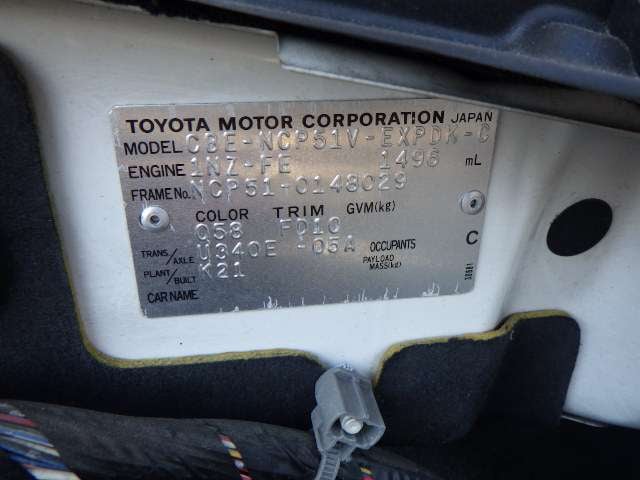 TOYOTA MOTOR CORPORATION JAPAN
MODEL CBE-NCP51V-EXPDK-C
ENGINE 1NZ-FE 1496 mL
FRAME No. NCP51-0148029
COLOR TRIM GVM(kg)
058 FD10
TRANS/AXLE U340E -05A OCCUPANTS C
PLANT/BUILT K21 PAYLOAD MASS(kg)
CAR NAME